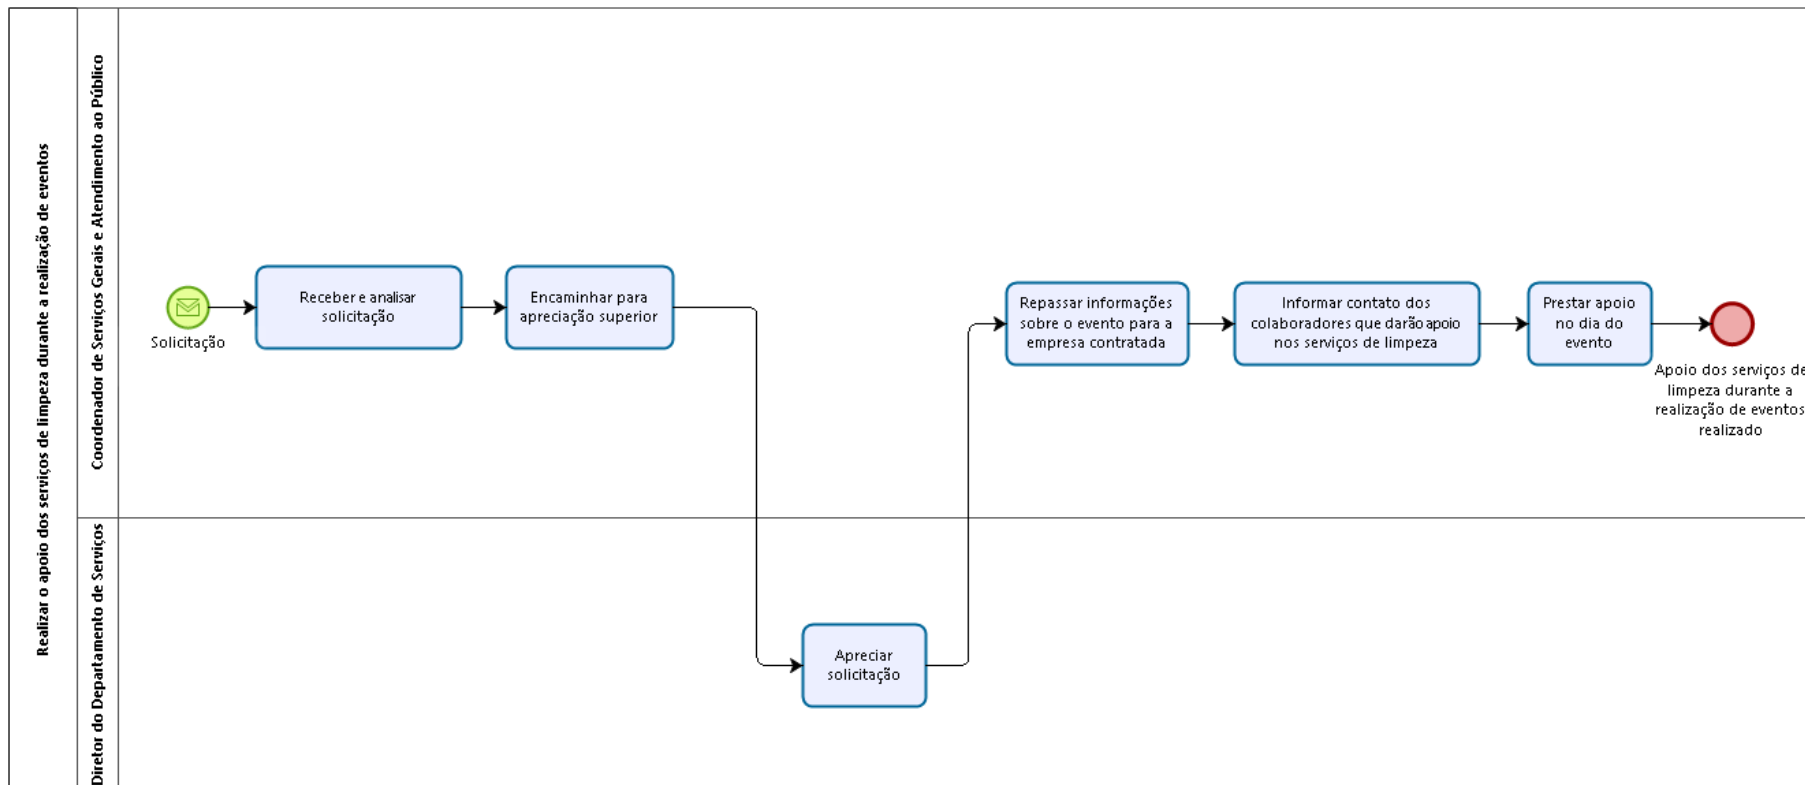 Realizar o apoio dos serviços de limpeza durante a realização de eventos
Coordenador de Serviços Gerais e Atendimento ao Público
Solicitação
Receber e analisar
solicitação
Encaminhar para
apreciação superior
Repassar informações
sobre o evento para a
empresa contratada
Informar contato dos
colaboradores que darão apoio
nos serviços de limpeza
Prestar apoio
no dia do
evento
Apoio dos serviços de
limpeza durante a
realização de eventos
realizado
Diretor do Departamento de Serviços
Apreciar
solicitação